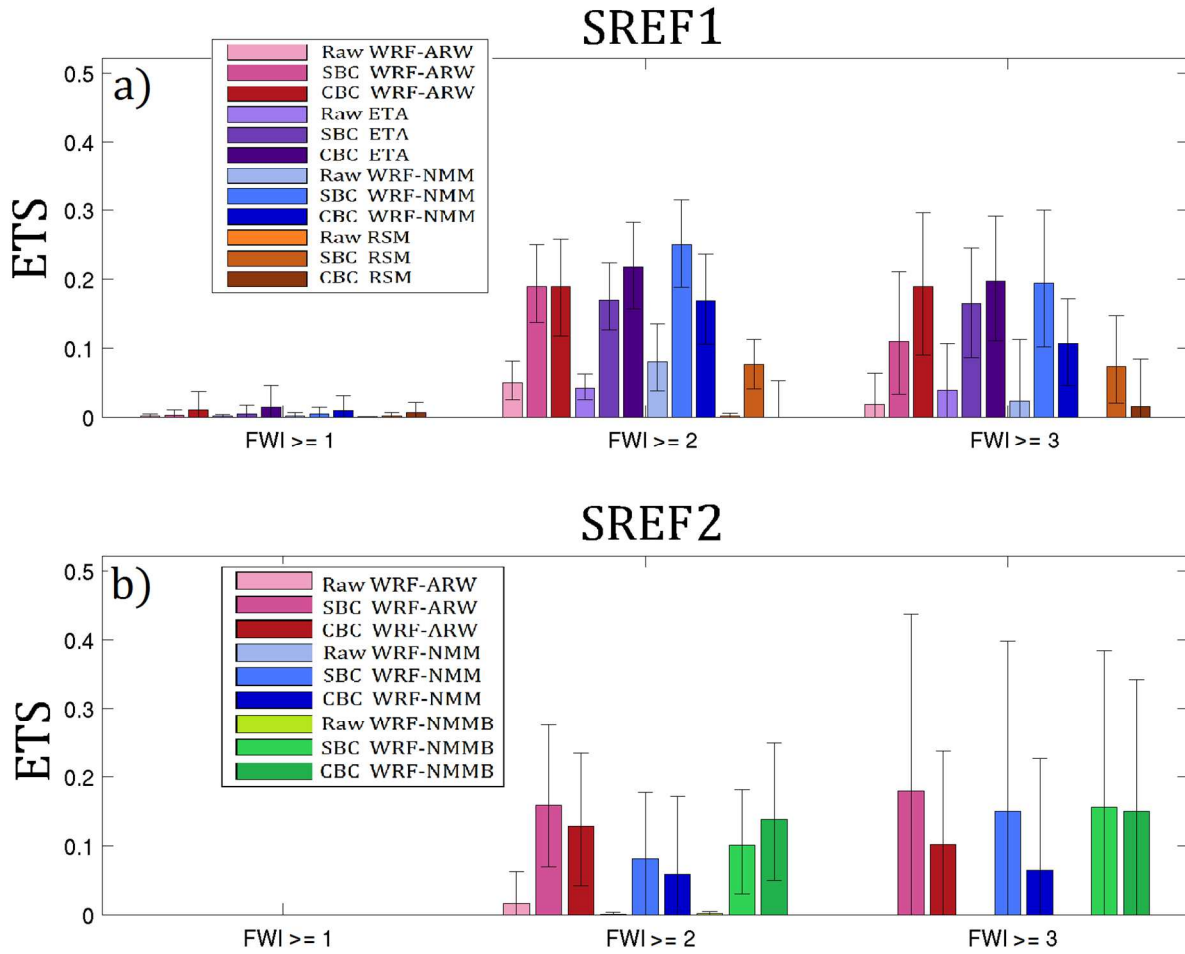 SREF1
a)
Raw WRF-ARW
SBC WRF-ARW
CBC WRF-ARW
Raw ETA
SBC ETA
CBC ETA
Raw WRF-NMM
SBC WRF-NMM
CBC WRF-NMM
Raw RSM
SBC RSM
CBC RSM
ETS
0.5
0.4
0.3
0.2
0.1
0
FWI >= 1
FWI >= 2
FWI >= 3
SREF2
b)
Raw WRF-ARW
SBC WRF-ARW
CBC WRF-ARW
Raw WRF-NMM
SBC WRF-NMM
CBC WRF-NMM
Raw WRF-NMMB
SBC WRF-NMMB
CBC WRF-NMMB
ETS
0.5
0.4
0.3
0.2
0.1
0
FWI >= 1
FWI >= 2
FWI >= 3